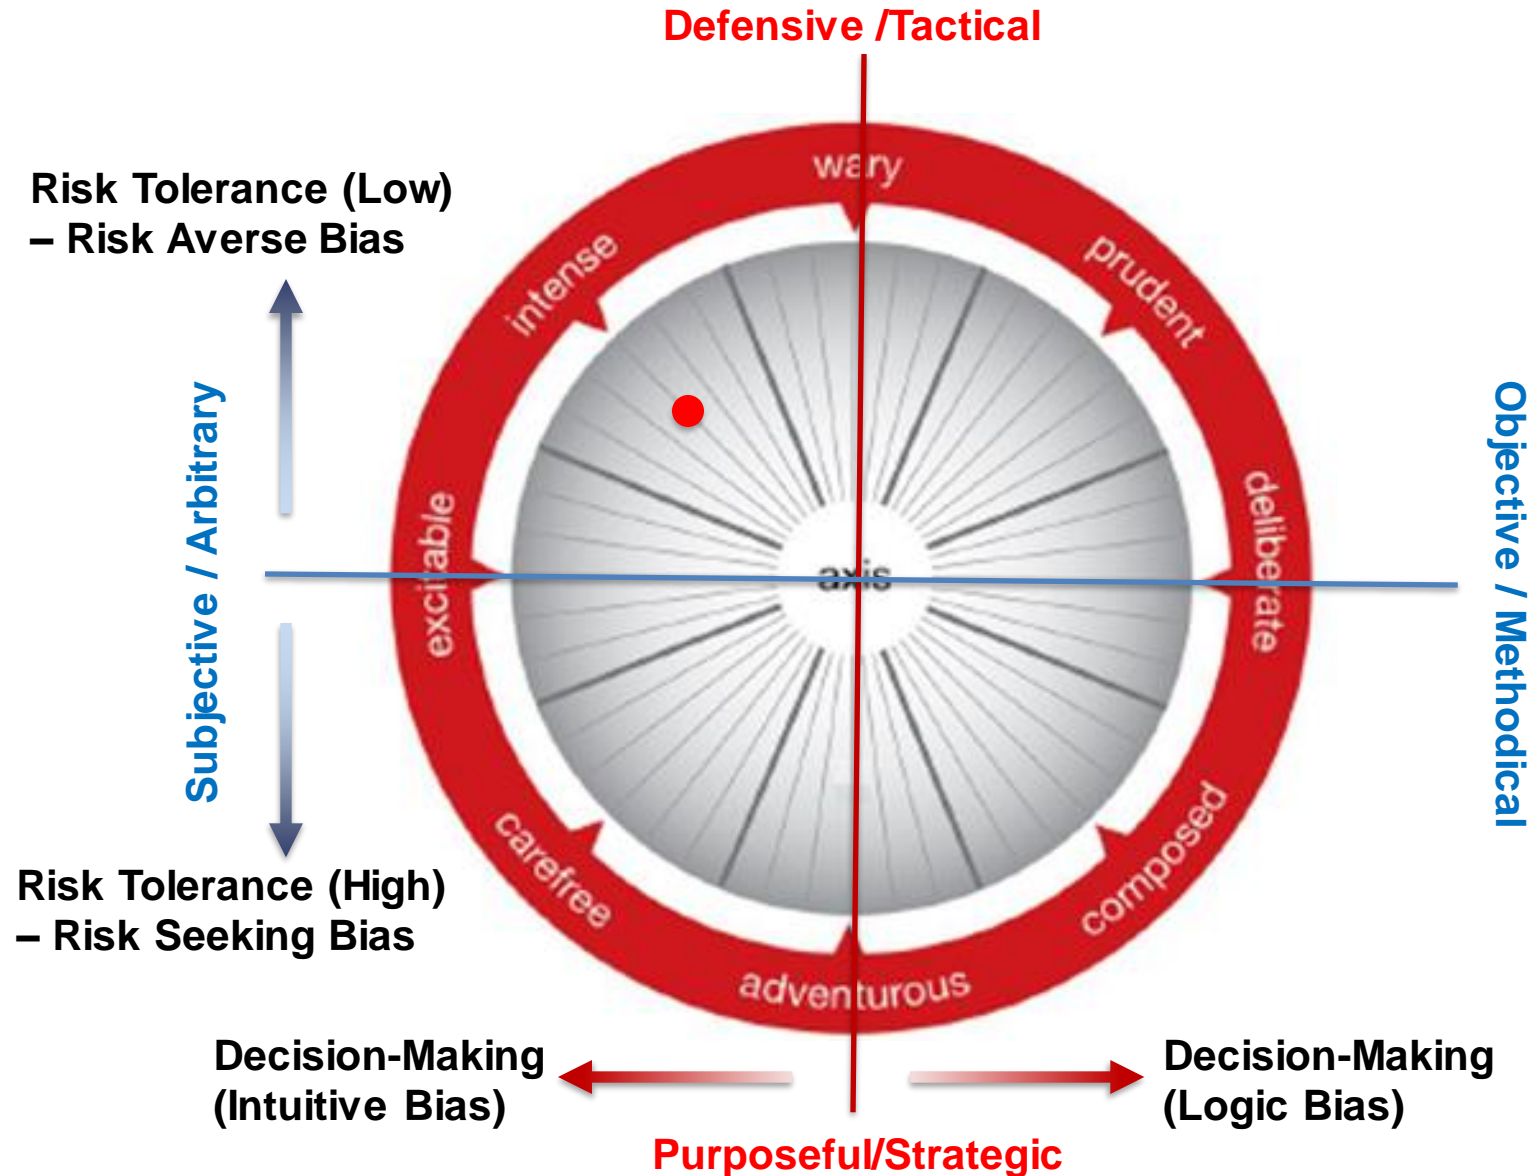 Defensive /Tactical
wary
Risk Tolerance (Low)
– Risk Averse Bias
intense
prudent
Subjective / Arbitrary
Objective / Methodical
excitable
axis
deliberate
carefree
composed
Risk Tolerance (High)
– Risk Seeking Bias
adventurous
Decision-Making
(Intuitive Bias)
Decision-Making
(Logic Bias)
Purposeful/Strategic